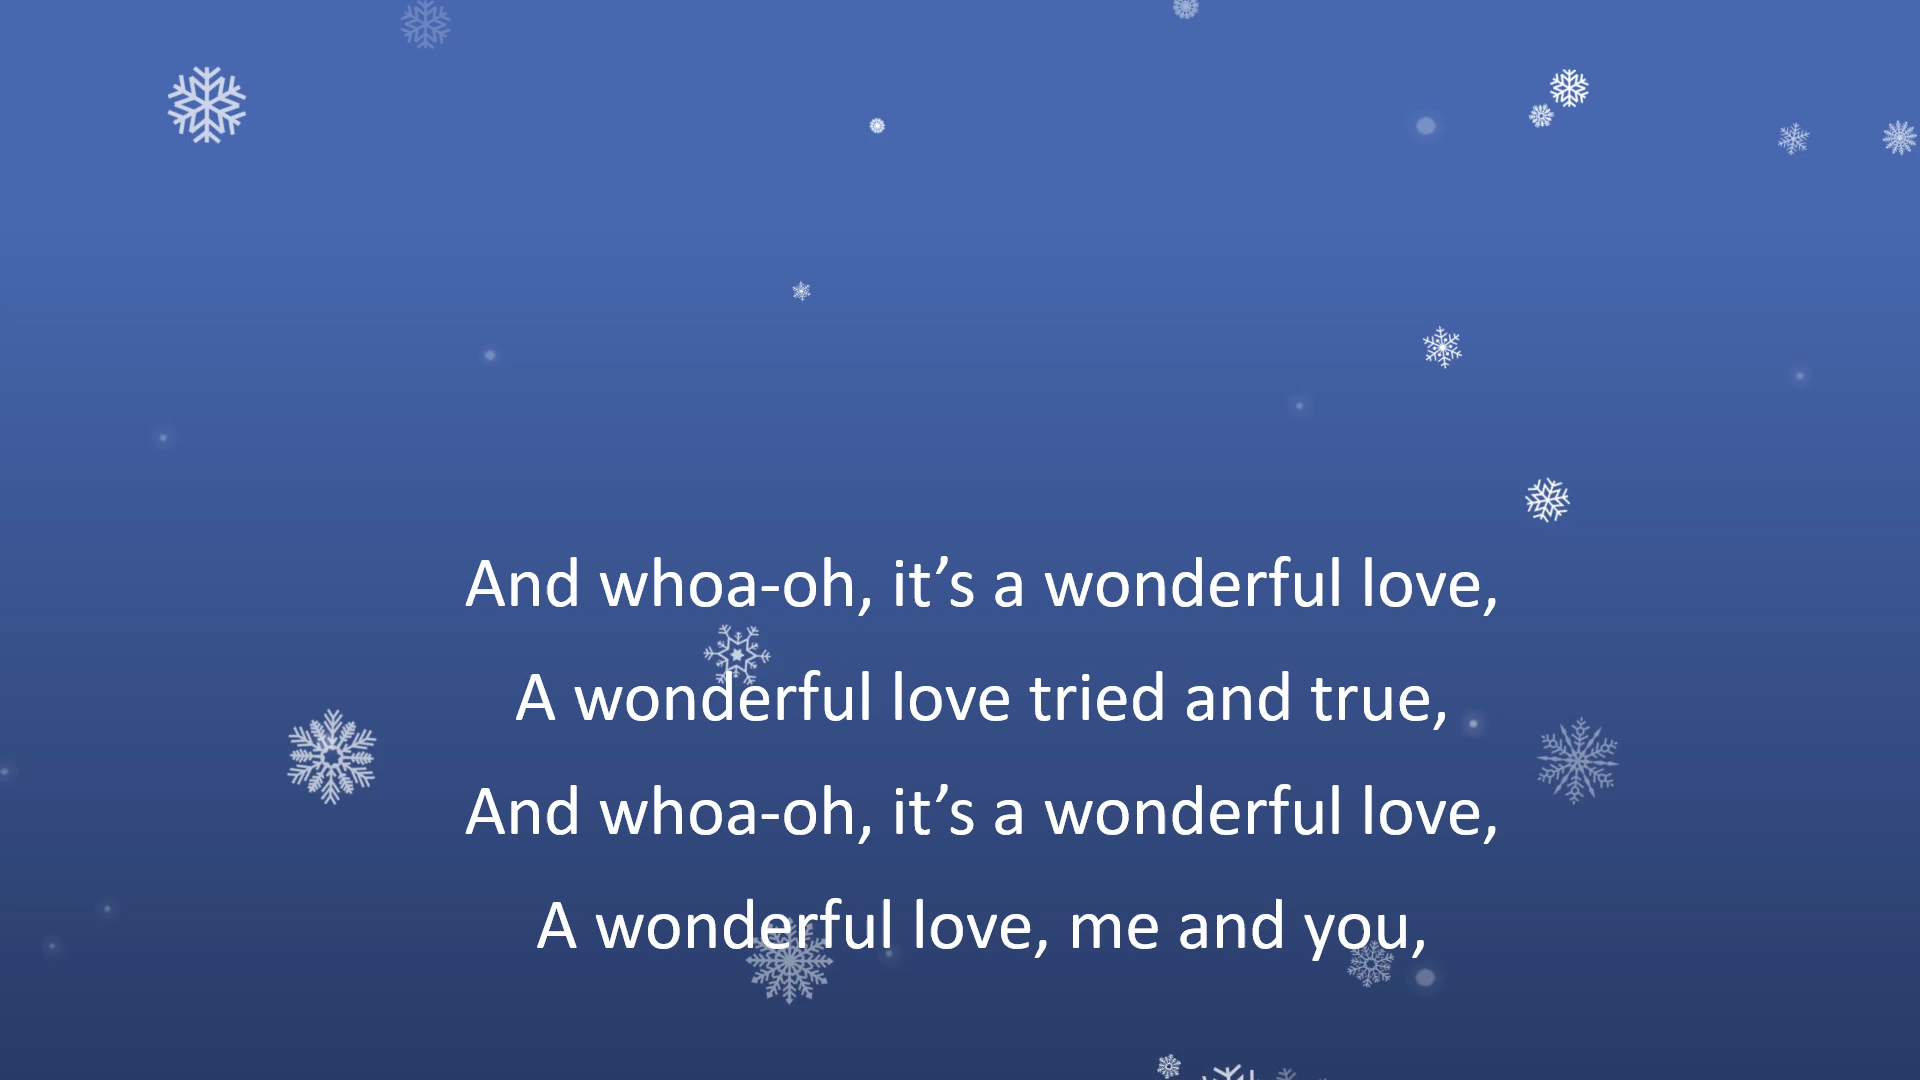 And whoa-oh, it’s a wonderful love,
A wonderful love tried and true,
And whoa-oh, it’s a wonderful love,
A wonderful love, me and you,